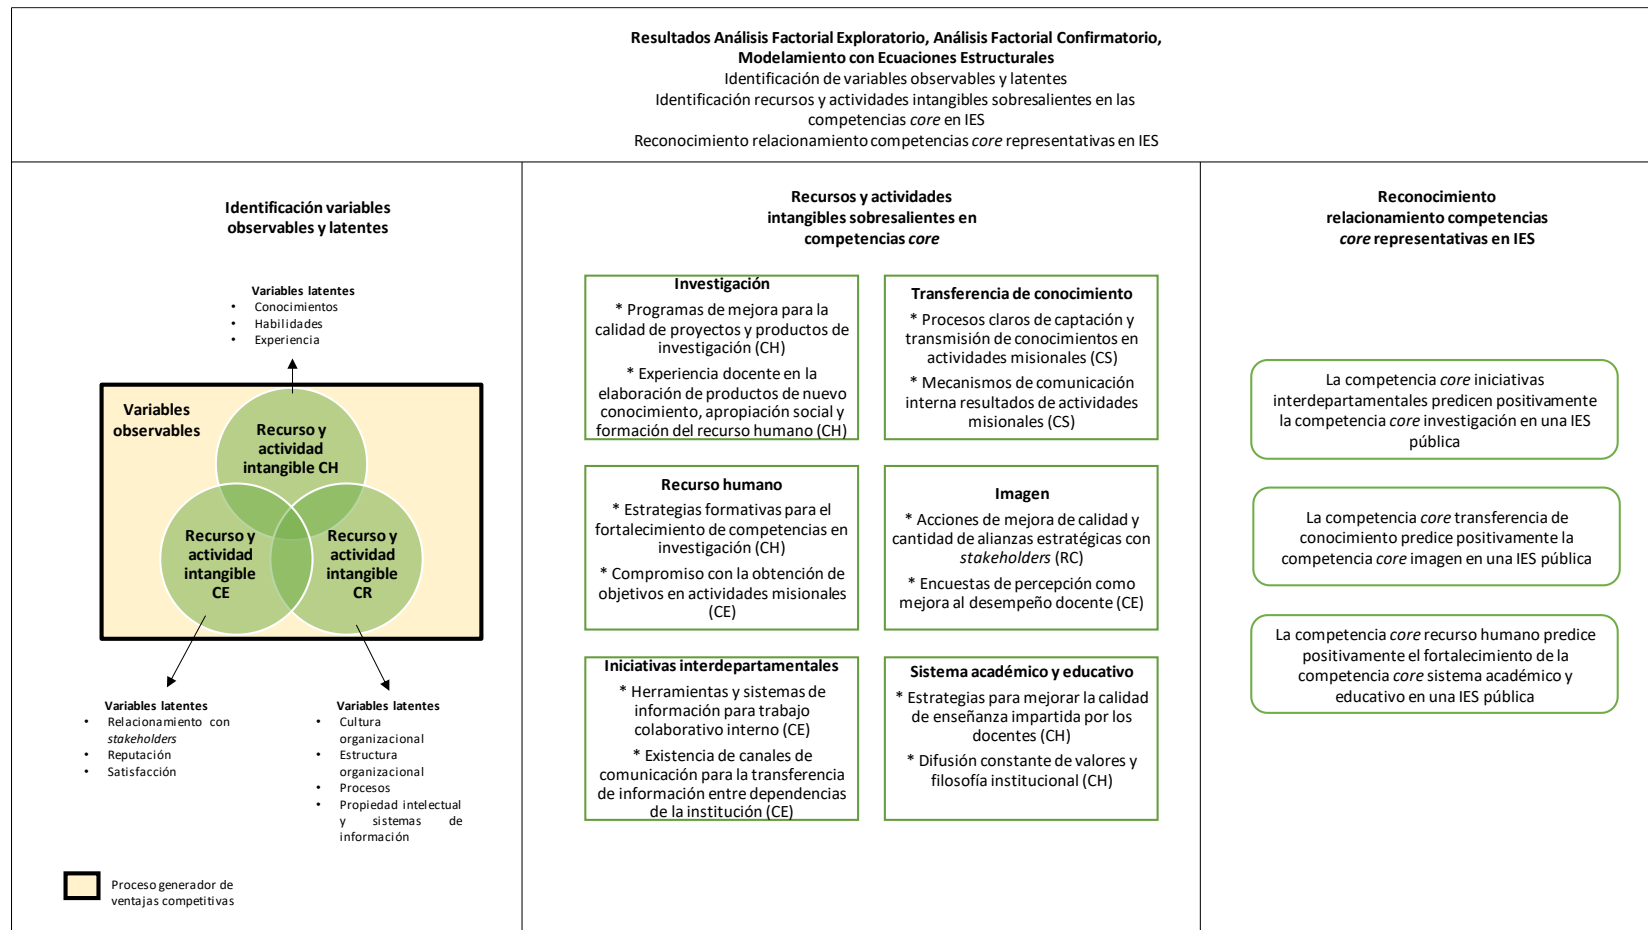 Resultados Análisis Factorial Exploratorio, Análisis Factorial Confirmatorio,
Modelamiento con Ecuaciones Estructurales
Identificación de variables observables y latentes
Identificación recursos y actividades intangibles sobresalientes en las
competencias core en IES
Reconocimiento relacionamiento competencias core representativas en IES
Identificación variables
observables y latentes
Variables latentes
• Conocimientos
• Habilidades
• Experiencia
Variables
observables
Recurso y
actividad
intangible CH
Recurso y
actividad
intangible
CE
Recurso y
actividad
intangible
CR
Variables latentes
• Relacionamiento con
stakeholders
• Reputación
• Satisfacción
Variables latentes
• Cultura
organizacional
• Estructura
organizacional
• Procesos
• Propiedad intelectual
y sistemas de
información
Proceso generador de
ventajas competitivas
Recursos y actividades
intangibles sobresalientes en
competencias core
Investigación
* Programas de mejora para la
calidad de proyectos y productos de
investigación (CH)
* Experiencia docente en la
elaboración de productos de nuevo
conocimiento, apropiación social y
formación del recurso humano (CH)
Transferencia de conocimiento
* Procesos claros de captación y
transmisión de conocimientos en
actividades misionales (CS)
* Mecanismos de comunicación
interna resultados de actividades
misionales (CS)
Recurso humano
* Estrategias formativas para el
fortalecimiento de competencias en
investigación (CH)
* Compromiso con la obtención de
objetivos en actividades misionales
(CE)
Imagen
* Acciones de mejora de calidad y
cantidad de alianzas estratégicas con
stakeholders (RC)
* Encuestas de percepción como
mejora al desempeño docente (CE)
Iniciativas interdepartamentales
* Herramientas y sistemas de
información para trabajo
colaborativo interno (CE)
* Existencia de canales de
comunicación para la transferencia
de información entre dependencias
de la institución (CE)
Sistema académico y educativo
* Estrategias para mejorar la calidad
de enseñanza impartida por los
docentes (CH)
* Difusión constante de valores y
filosofía institucional (CH)
Reconocimiento
relacionamiento competencias
core representativas en IES
La competencia core iniciativas
interdepartamentales predicen positivamente
la competencia core investigación en una IES
pública
La competencia core transferencia de
conocimiento predice positivamente la
competencia core imagen en una IES pública
La competencia core recurso humano predice
positivamente el fortalecimiento de la
competencia core sistema académico y
educativo en una IES pública